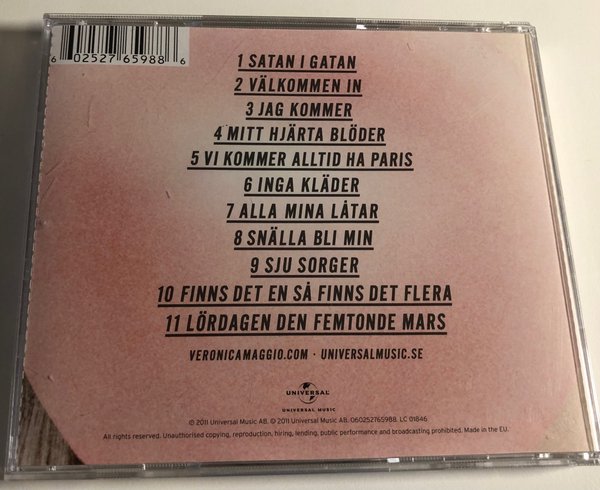 6 02527 65988 6
1 SATAN I GATAN
2 VÄLKOMMEN IN
3 JAG KOMMER
4 MITT HJÄRTA BLÖDER
5 VI KOMMER ALLTID HA PARIS
6 INGA KLÄDER
7 ALLA MINA LÅTAR
8 SNÄLLA BLI MIN
9 SJU SORGER
10 FINNS DET EN SÅ FINNS DET FLERA
11 LÖRDAGEN DEN FEMTONDE MARS
VERONICAMAGGIO.COM · UNIVERSALMUSIC.SE
UNIVERSAL
UNIVERSAL MUSIC
℗ 2011 Universal Music AB. © 2011 Universal Music AB. 060252765988. LC 01846
All rights reserved. Unauthorised copying, reproduction, hiring, lending, public performance and broadcasting prohibited. Made in the EU.